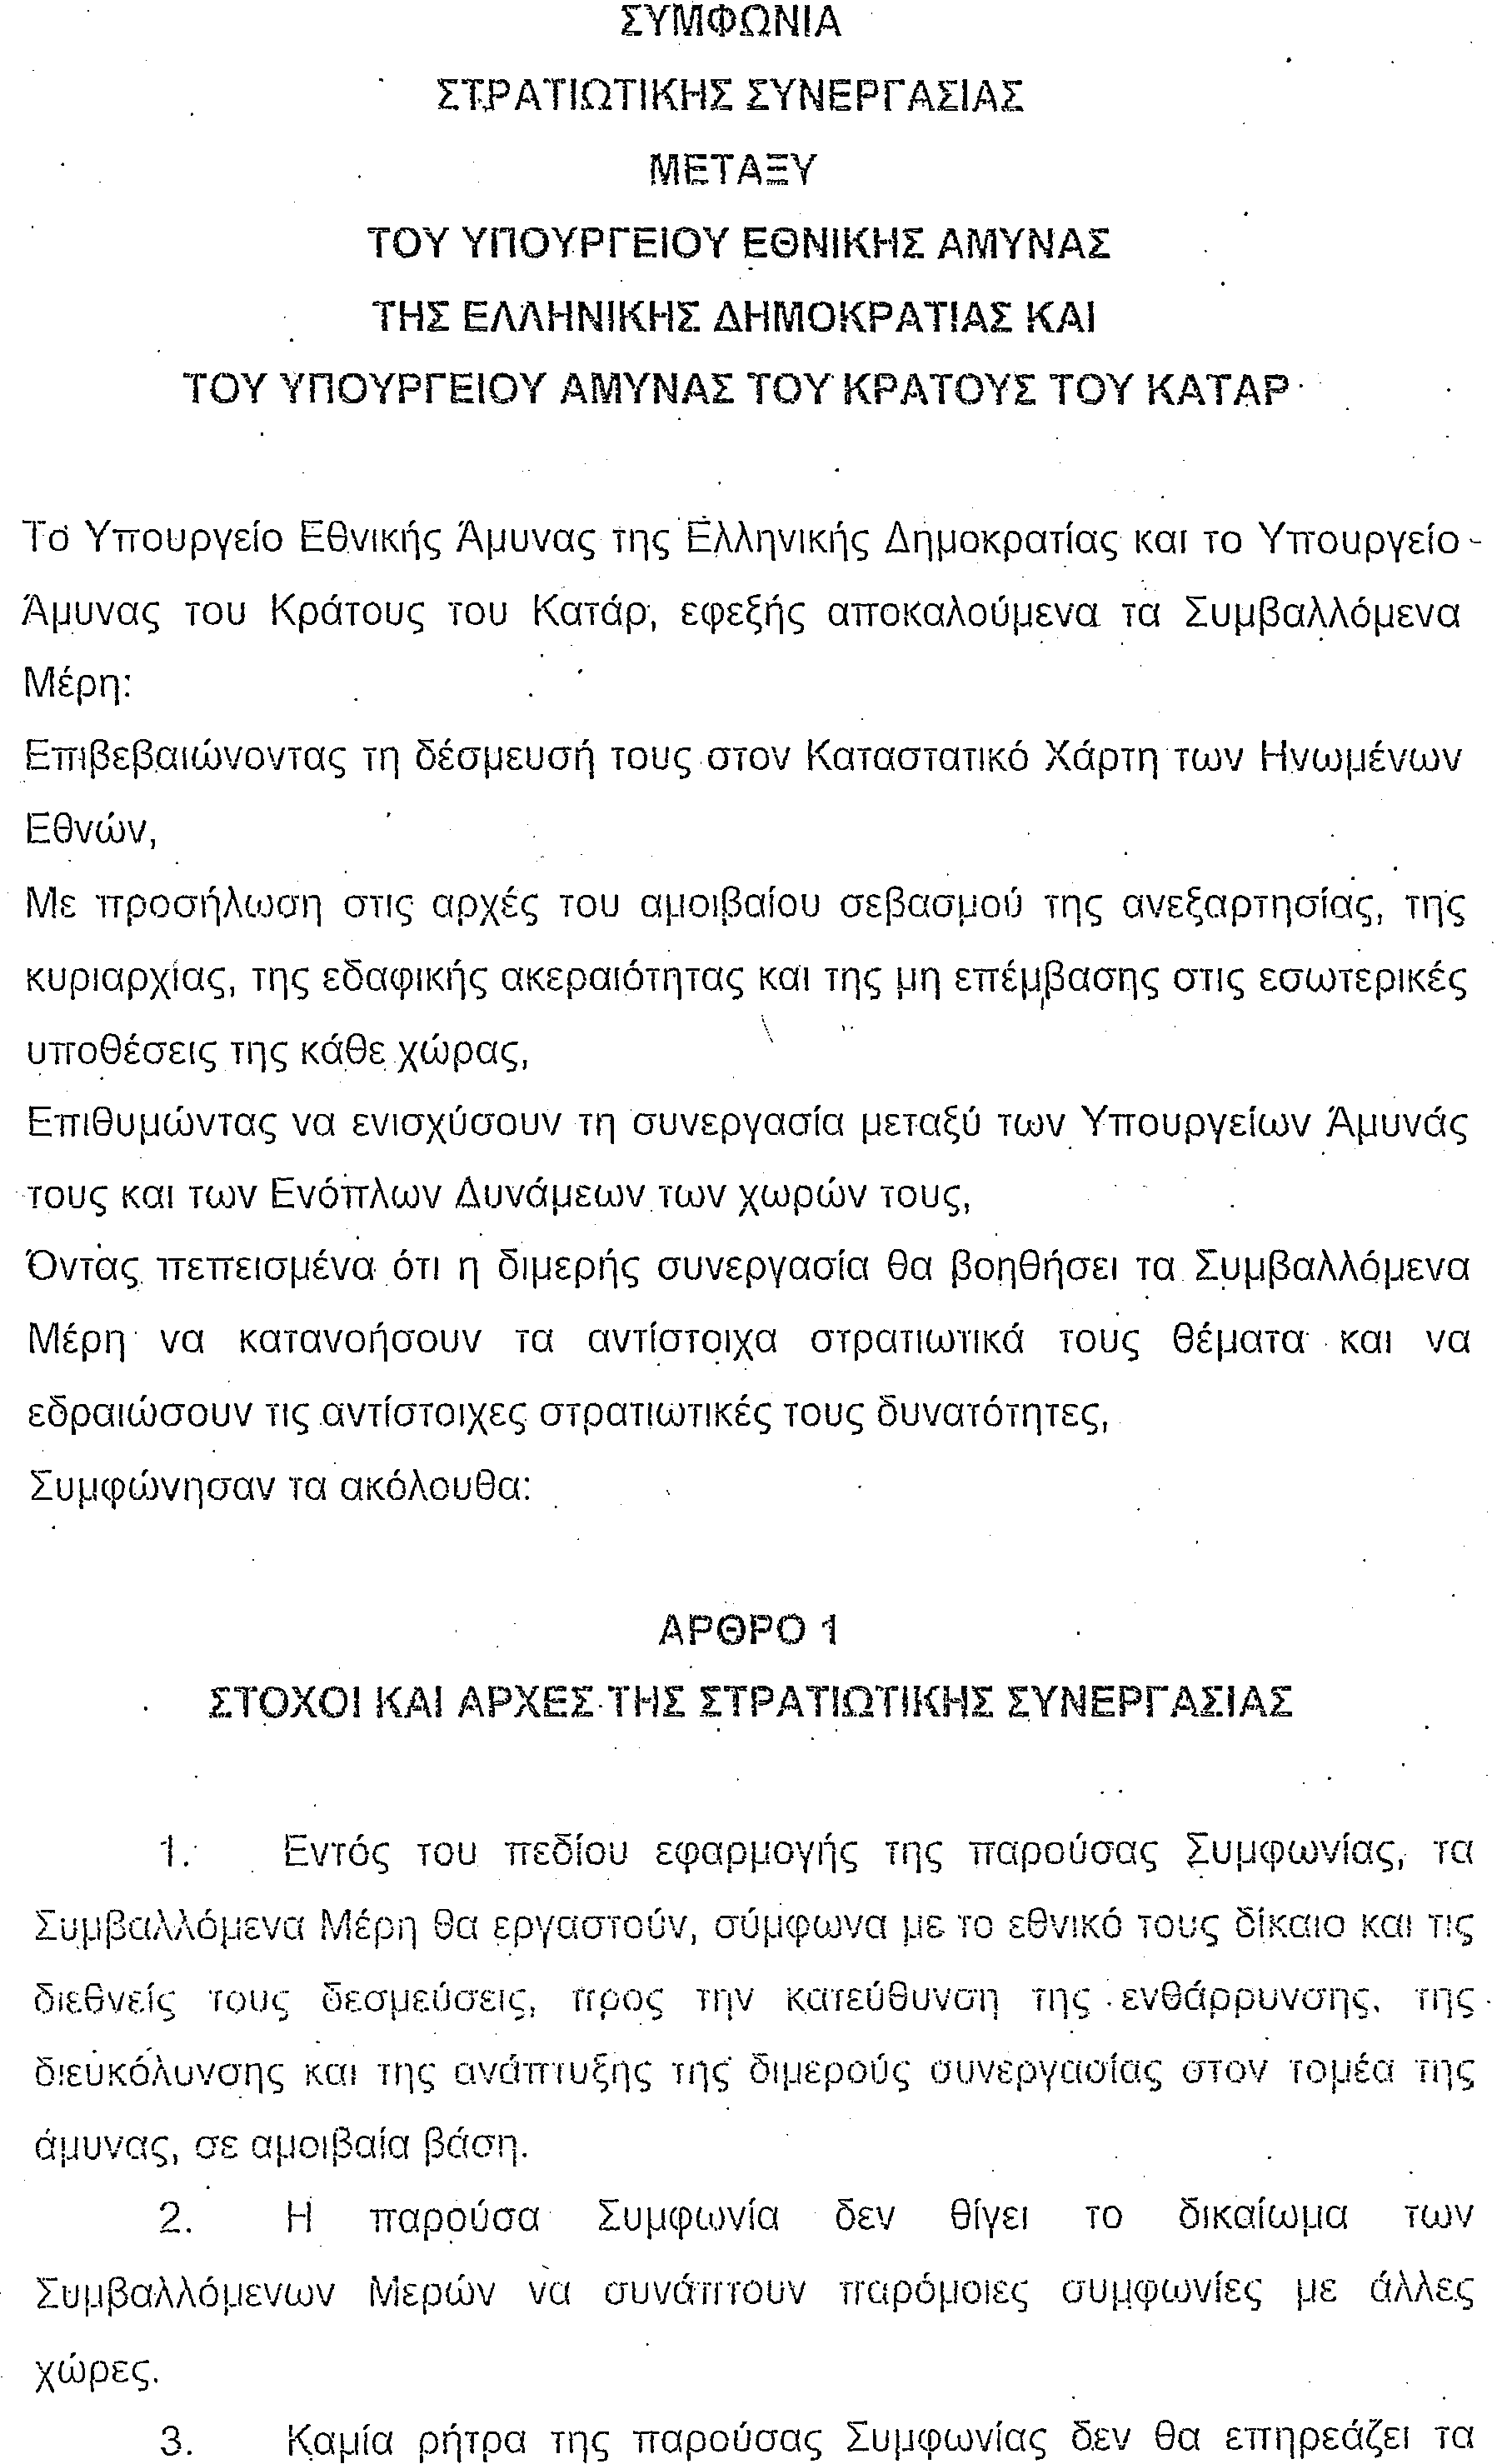 ΣΥΜΦΩΝΙΑ
ΣΤΡΑΤΙΩΤΙΚΗΣ ΣΥΝΕΡΓΑΣΙΑΣ
ΜΕΤΑΞΥ
ΤΟΥ ΥΠΟΥΡΓΕΙΟΥ ΕΘΝΙΚΗΣ ΑΜΥΝΑΣ
ΤΗΣ ΕΛΛΗΝΙΚΗΣ ΔΗΜΟΚΡΑΤΙΑΣ ΚΑΙ
ΤΟΥ ΥΠΟΥΡΓΕΙΟΥ ΑΜΥΝΑΣ ΤΟΥ ΚΡΑΤΟΥΣ ΤΟΥ ΚΑΤΑΡ
Το Υπουργείο Εθνικής Άμυνας της Ελληνικής Δημοκρατίας και το Υπουργείο
Άμυνας του Κράτους του Κατάρ, εφεξής αποκαλούμενα τα Συμβαλλόμενα
Μέρη:
Επιβεβαιώνοντας τη δέσμευσή τους στον Καταστατικό Χάρτη των Ηνωμένων
Εθνών,
Με προσήλωση στις αρχές του αμοιβαίου σεβασμού της ανεξαρτησίας, της
κυριαρχίας, της εδαφικής ακεραιότητας και της μη επέμβασης στις εσωτερικές
υποθέσεις της κάθε χώρας,
Επιθυμώντας να ενισχύσουν τη συνεργασία μεταξύ των Υπουργείων Άμυνάς
τους και των Ενόπλων Δυνάμεων των χωρών τους,
Όντας πεπεισμένα ότι η διμερής συνεργασία θα βοηθήσει τα Συμβαλλόμενα
Μέρη να κατανοήσουν τα αντίστοιχα στρατιωτικά τους θέματα και να
εδραιώσουν τις αντίστοιχες στρατιωτικές τους δυνατότητες,
Συμφώνησαν τα ακόλουθα:
ΑΡΘΡΟ 1
ΣΤΟΧΟΙ ΚΑΙ ΑΡΧΕΣ ΤΗΣ ΣΤΡΑΤΙΩΤΙΚΗΣ ΣΥΝΕΡΓΑΣΙΑΣ
1. Εντός του πεδίου εφαρμογής της παρούσας Συμφωνίας, τα
Συμβαλλόμενα Μέρη θα εργαστούν, σύμφωνα με το εθνικό τους δίκαιο και τις
διεθνείς τους δεσμεύσεις, προς την κατεύθυνση της ενθάρρυνσης, της
διευκόλυνσης και της ανάπτυξης της διμερούς συνεργασίας στον τομέα της
άμυνας, σε αμοιβαία βάση.
2. Η παρούσα Συμφωνία δεν θίγει το δικαίωμα των
Συμβαλλόμενων Μερών να συνάπτουν παρόμοιες συμφωνίες με άλλες
χώρες.
3. Καμία ρήτρα της παρούσας Συμφωνίας δεν θα επηρεάζει τα